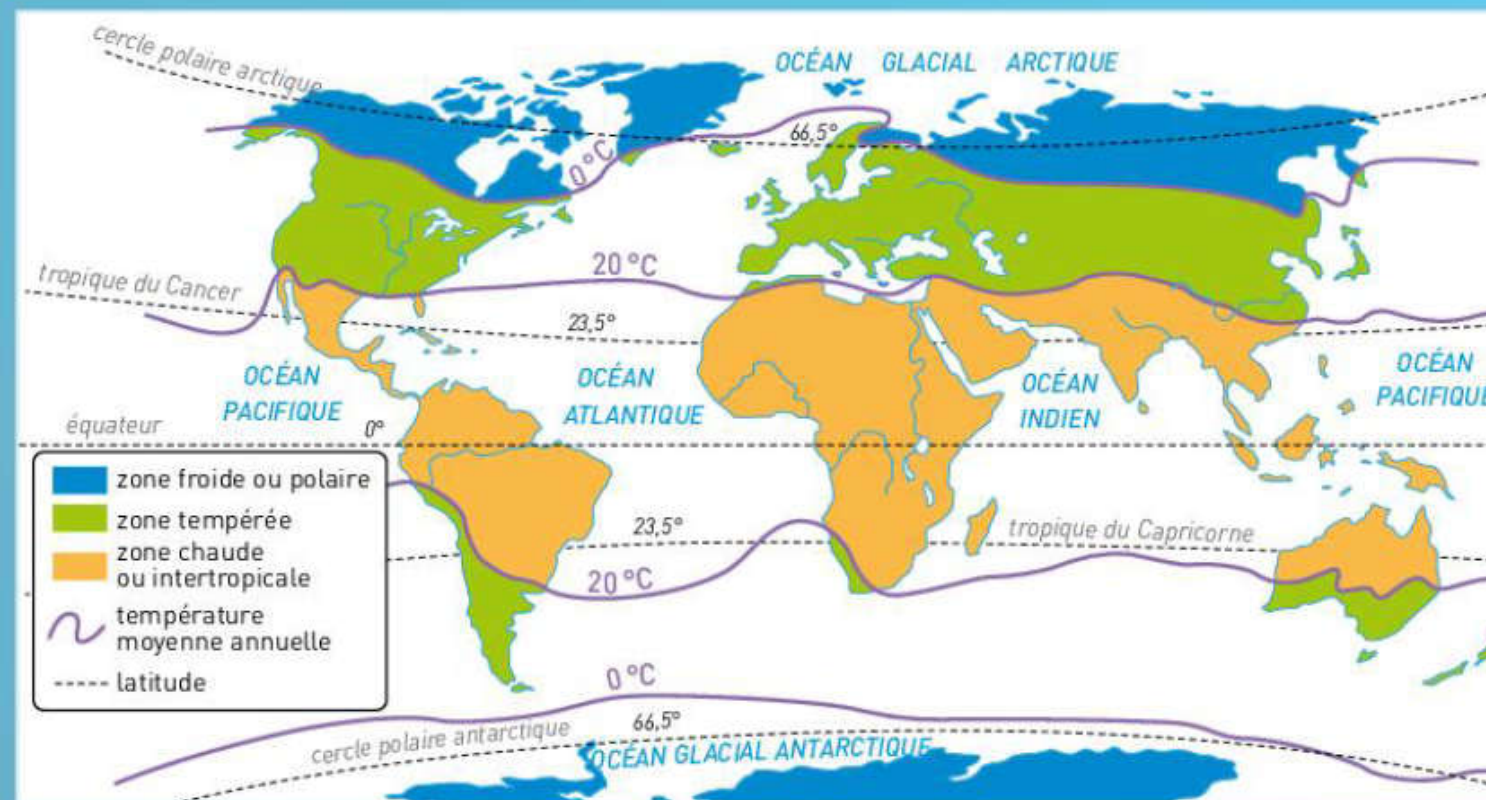 cercle polaire arctique
OCÉAN GLACIAL ARCTIQUE
66,5°
0°C
tropique du Cancer
20°C
23,5°
OCÉAN
PACIFIQUE
OCÉAN
ATLANTIQUE
OCÉAN
INDIEN
OCÉAN
PACIFIQUE
équateur
0°
zone froide ou polaire
zone tempérée
zone chaude
ou intertropicale
température
moyenne annuelle
latitude
23,5°
tropique du Capricorne
20°C
0°C
66,5°
cercle polaire antarctique
OCÉAN GLACIAL ANTARCTIQUE